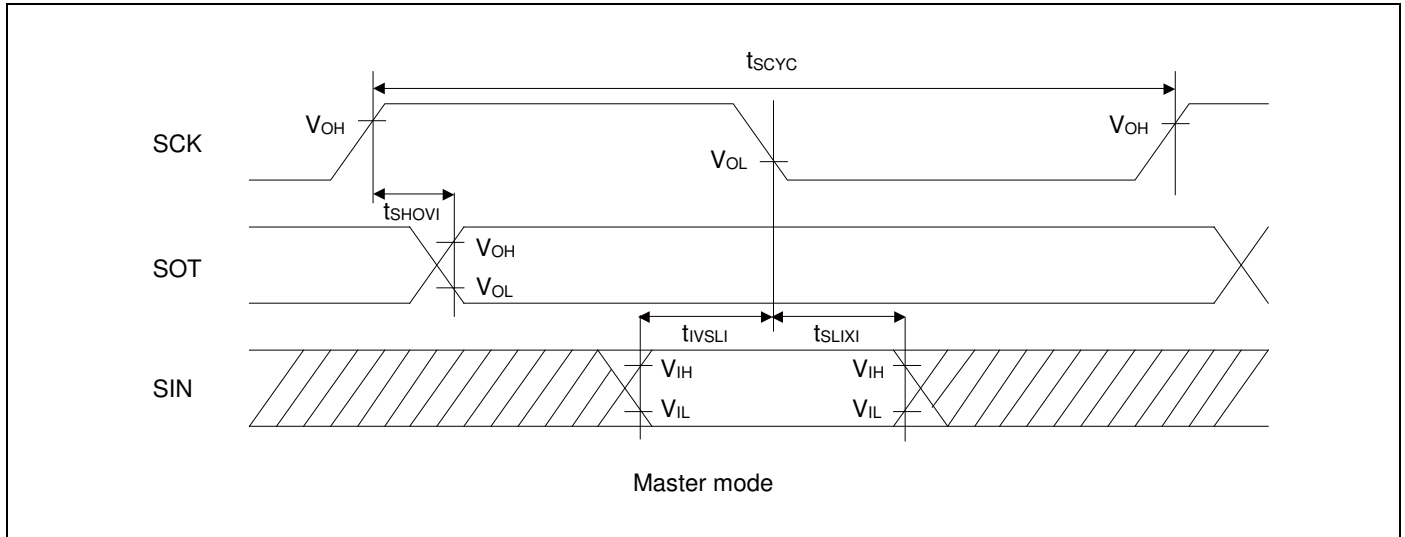 tSCYC
VOH
VOH
SCK
VOL
tSHOVI
VOH
SOT
VOL
tIVSLI
tSLIXI
VIH
VIH
SIN
VIL
VIL
Master mode